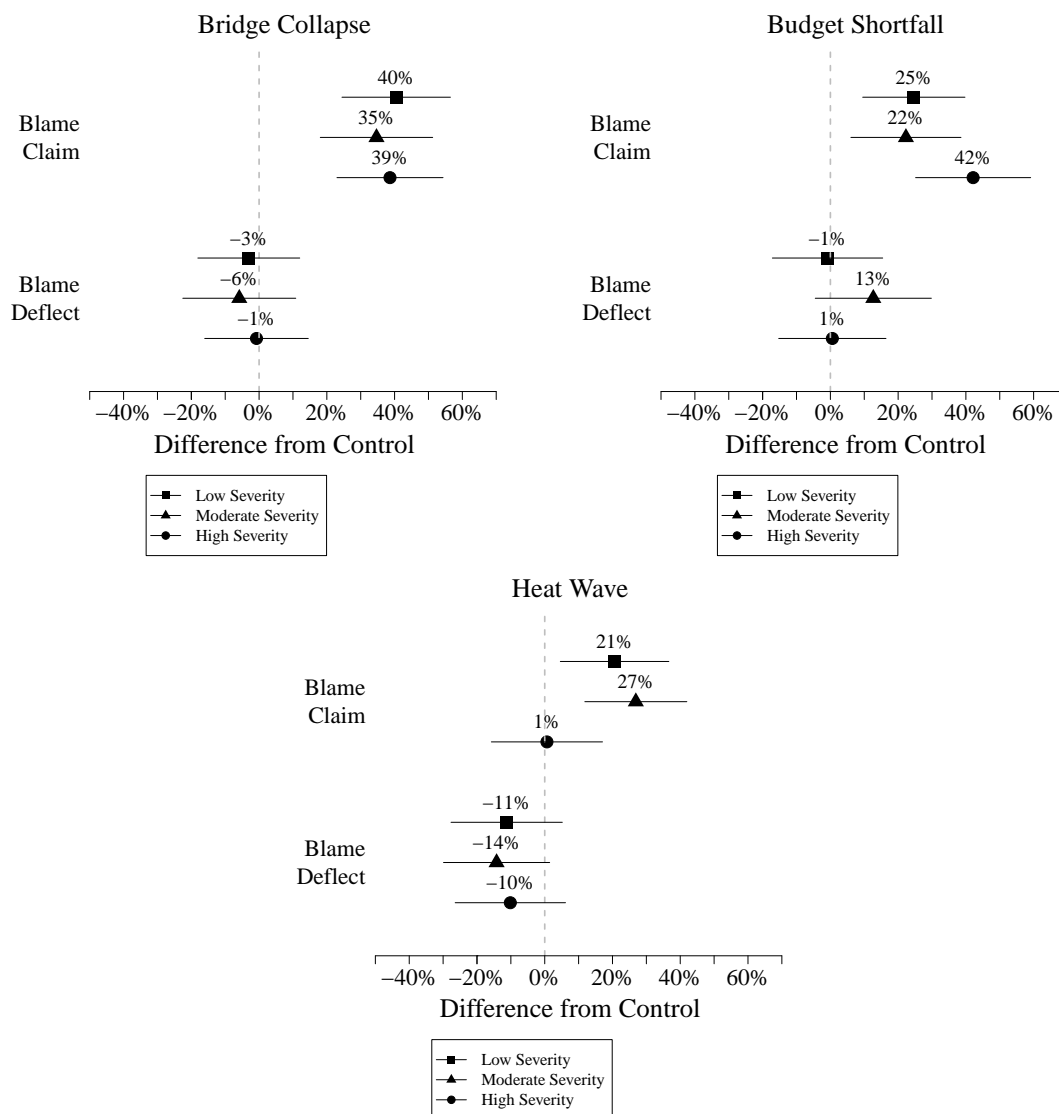 Bridge Collapse
40%
35%
39%
Blame
Claim
−3%
−6%
−1%
Blame
Deflect
−40% −20% 0% 20% 40% 60%
Difference from Control
Low Severity
Moderate Severity
High Severity
Budget Shortfall
25%
22%
42%
Blame
Claim
−1%
13%
1%
Blame
Deflect
−40% −20% 0% 20% 40% 60%
Difference from Control
Low Severity
Moderate Severity
High Severity
Heat Wave
21%
27%
1%
Blame
Claim
−11%
−14%
−10%
Blame
Deflect
−40% −20% 0% 20% 40% 60%
Difference from Control
Low Severity
Moderate Severity
High Severity